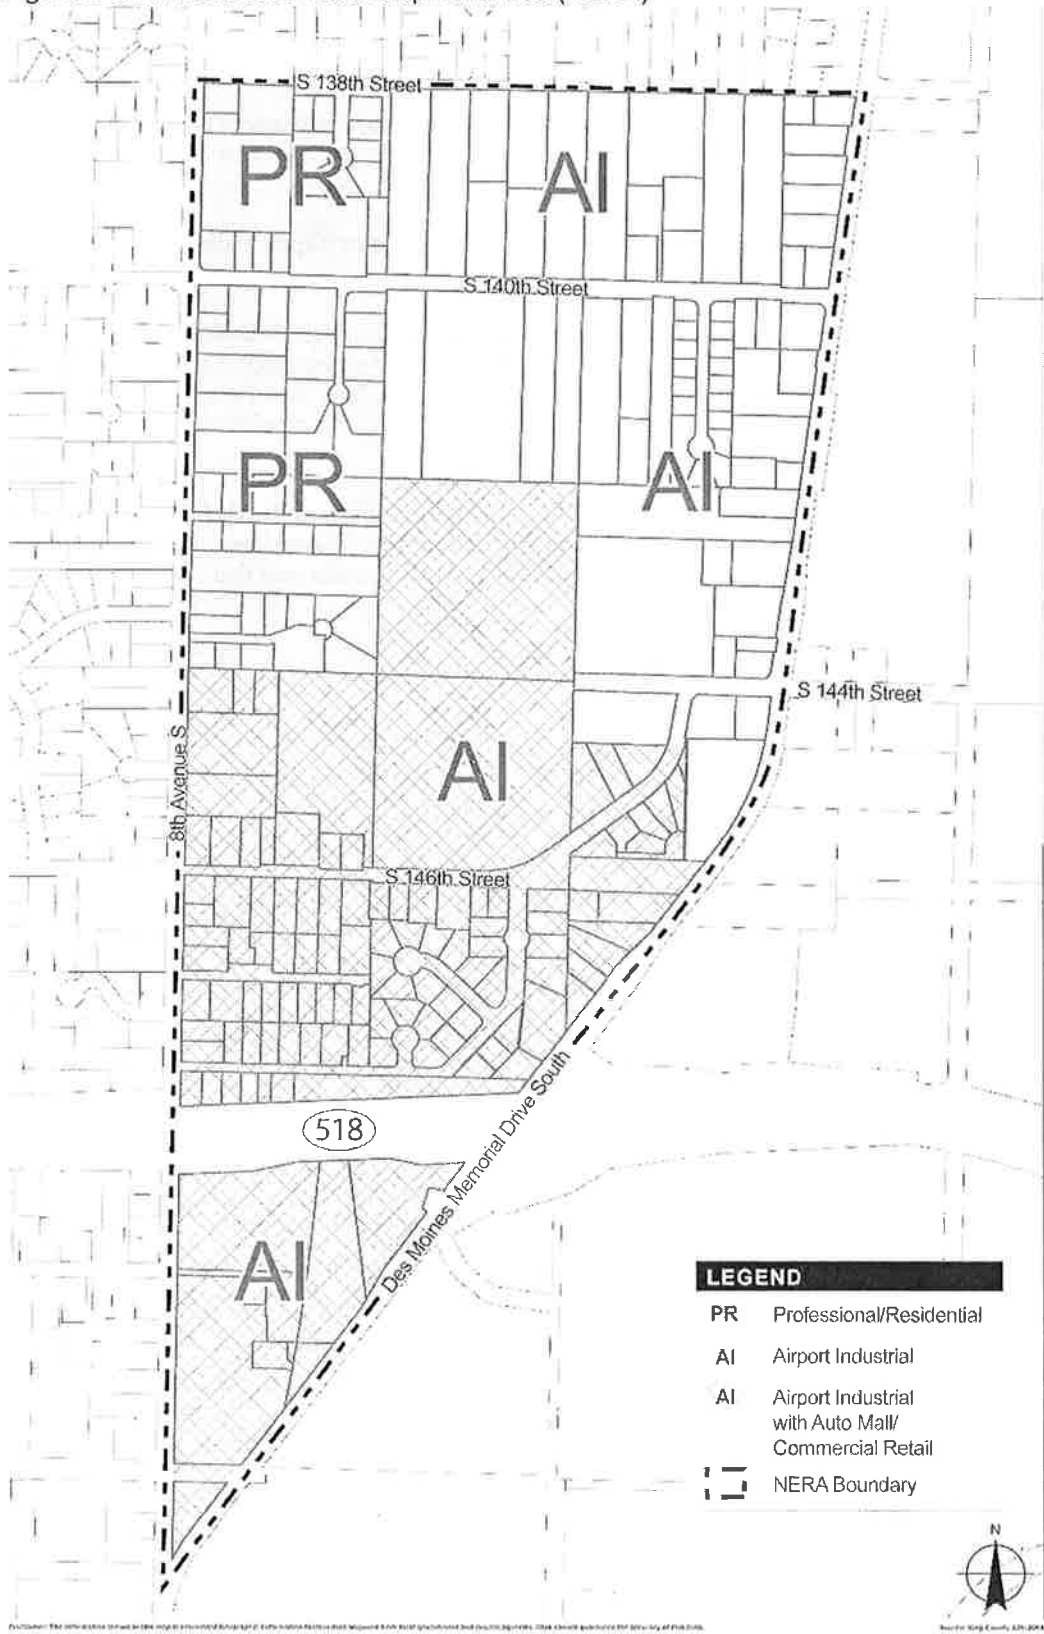 S 138th Street
PR
AI
S 140th Street
PR
AI
S 144th Street
8th Avenue S
AI
S 146th Street
518
Des Moines Memorial Drive South
AI
LEGEND
PR Professional/Residential
AI Airport Industrial
AI Airport Industrial
with Auto Mall/
Commercial Retail
NERA Boundary
N